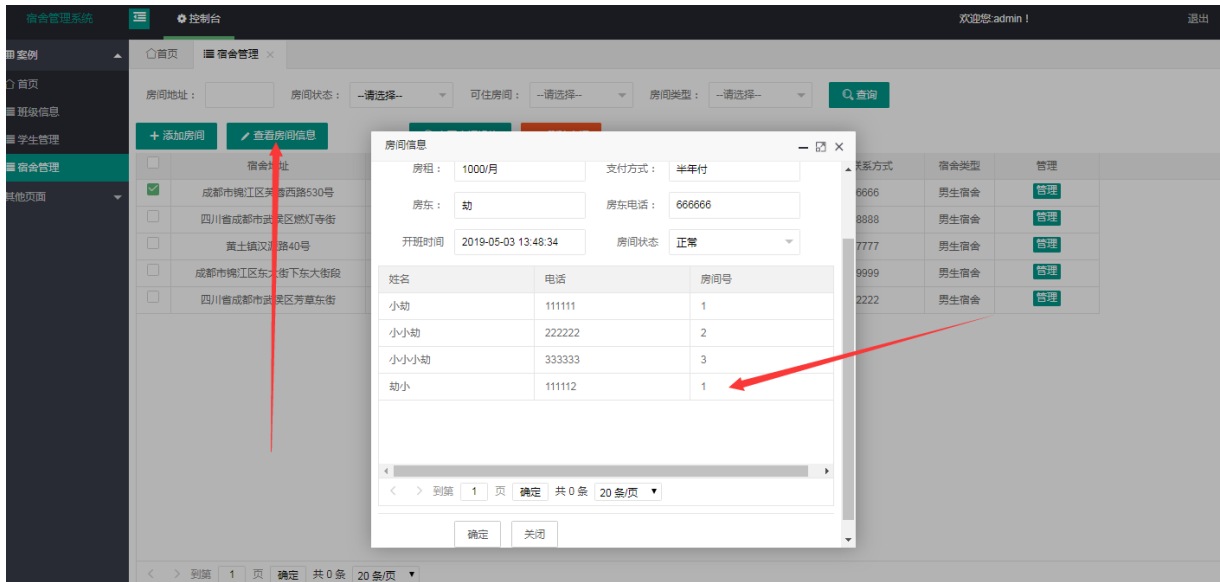 宿舍管理系统 控制台 欢迎您:admin！ 退出
案例 首页 宿舍管理 ×
首页
班级信息
学生管理
宿舍管理
其他页面
房间地址： 房间状态： --请选择-- 可住房间： --请选择-- 房间类型： --请选择-- 查询
+ 添加房间 查看房间信息
宿舍地址 联系方式 宿舍类型 管理
成都市锦江区芙蓉西路530号 6666 男生宿舍 管理
四川省成都市武侯区燃灯寺街 8888 男生宿舍 管理
黄土镇汉源路40号 7777 男生宿舍 管理
成都市锦江区东大街下东大街段 9999 男生宿舍 管理
四川省成都市武侯区芳草东街 2222 男生宿舍 管理
房间信息
房租： 1000/月 支付方式： 半年付
房东： 劫 房东电话： 666666
开班时间 2019-05-03 13:48:34 房间状态 正常
姓名 电话 房间号
小劫 111111 1
小小劫 222222 2
小小小劫 333333 3
劫小 111112 1
到第 1 页 确定 共 0 条 20 条/页
确定 关闭
到第 1 页 确定 共 0 条 20 条/页